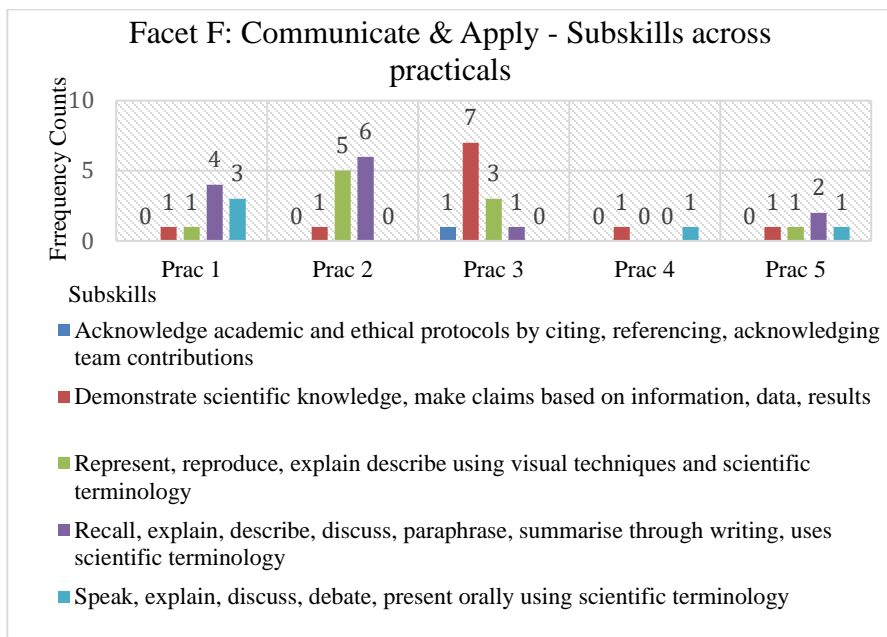 Facet F: Communicate & Apply - Subskills across
practicals
Frrequency Counts
10
5
0
0 1 1 4 3
0 1 5 6 0
1 7 3 1 0
0 1 0 0 1
0 1 1 2 1
Prac 1 Prac 2 Prac 3 Prac 4 Prac 5
Subskills
Acknowledge academic and ethical protocols by citing, referencing, acknowledging
team contributions
Demonstrate scientific knowledge, make claims based on information, data, results
Represent, reproduce, explain describe using visual techniques and scientific
terminology
Recall, explain, describe, discuss, paraphrase, summarise through writing, uses
scientific terminology
Speak, explain, discuss, debate, present orally using scientific terminology